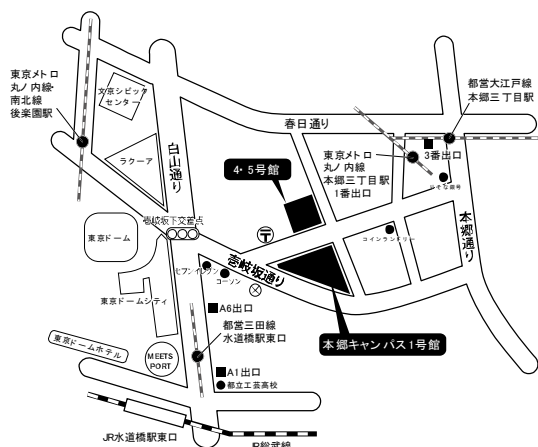 東京メトロ
丸ノ内線・
南北線
後楽園駅
文京シビック
センター
ラクーア
白山通り
春日通り
都営大江戸線
本郷三丁目駅
3番出口
東京メトロ
丸ノ内線
本郷三丁目駅
1番出口
4・5号館
本郷通り
コインランドリー
東京ドーム
壱岐坂下交差点
壱岐坂通り
セブンイレブン
ローソン
東京ドームシティ
A6出口
都営三田線
水道橋駅東口
本郷キャンパス1号館
東京ドームホテル
MEETS
PORT
A1出口
都立工芸高校
JR水道橋駅東口
JR総武線